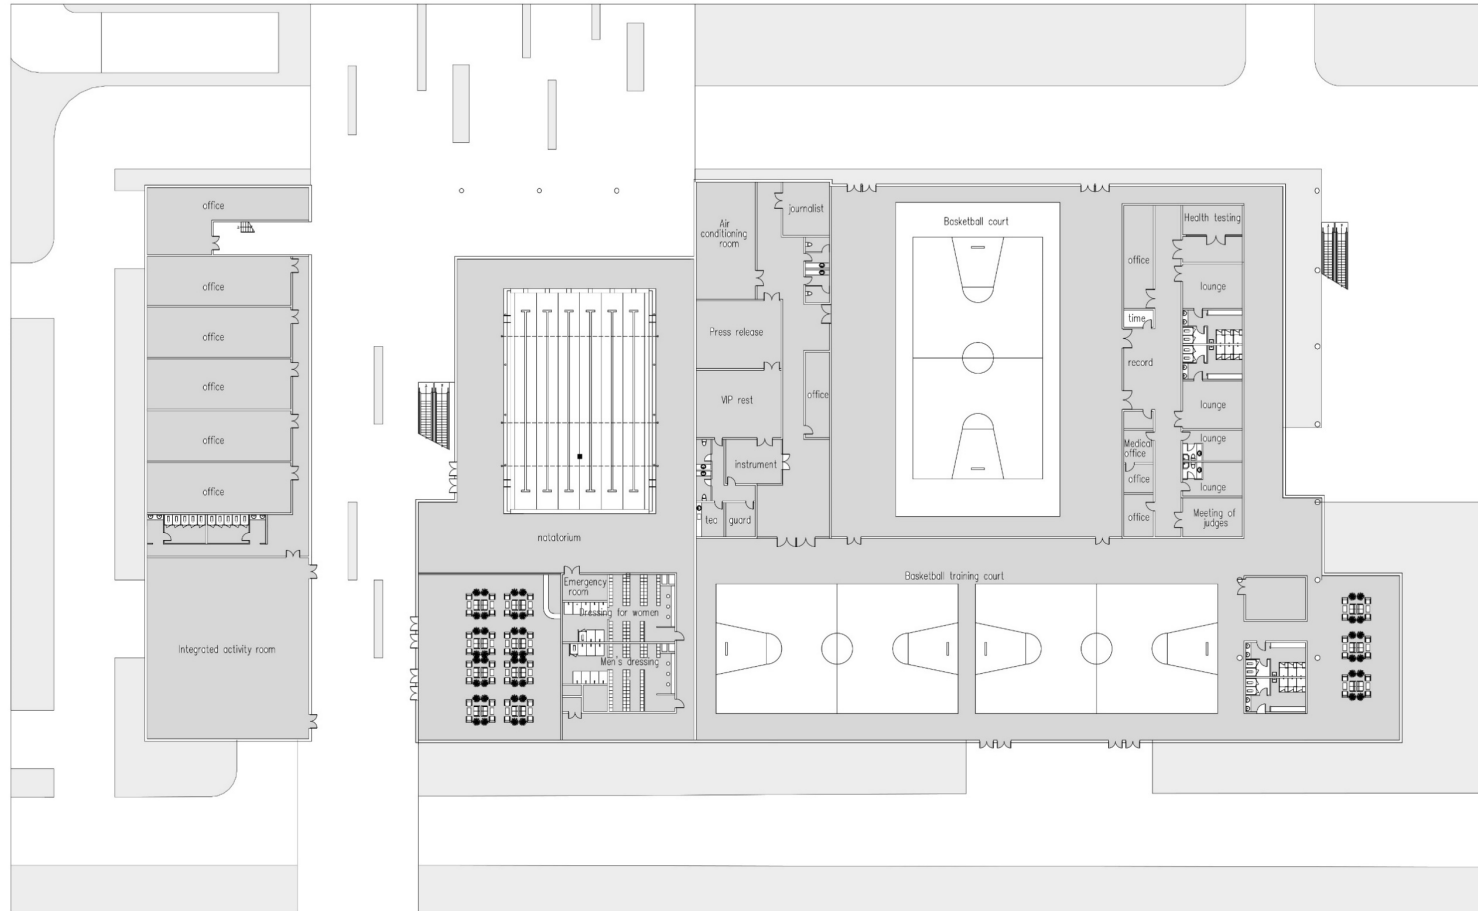 office
office
office
office
office
office
Integrated activity room
natatorium
Emergency
room
Dressing for women
Men's dressing
Air
conditioning
room
journalist
Press release
VIP rest
office
instrument
tea
guard
Basketball court
Basketball training court
office
time
record
Medical
office
office
office
Health testing
lounge
lounge
lounge
lounge
Meeting of
judges